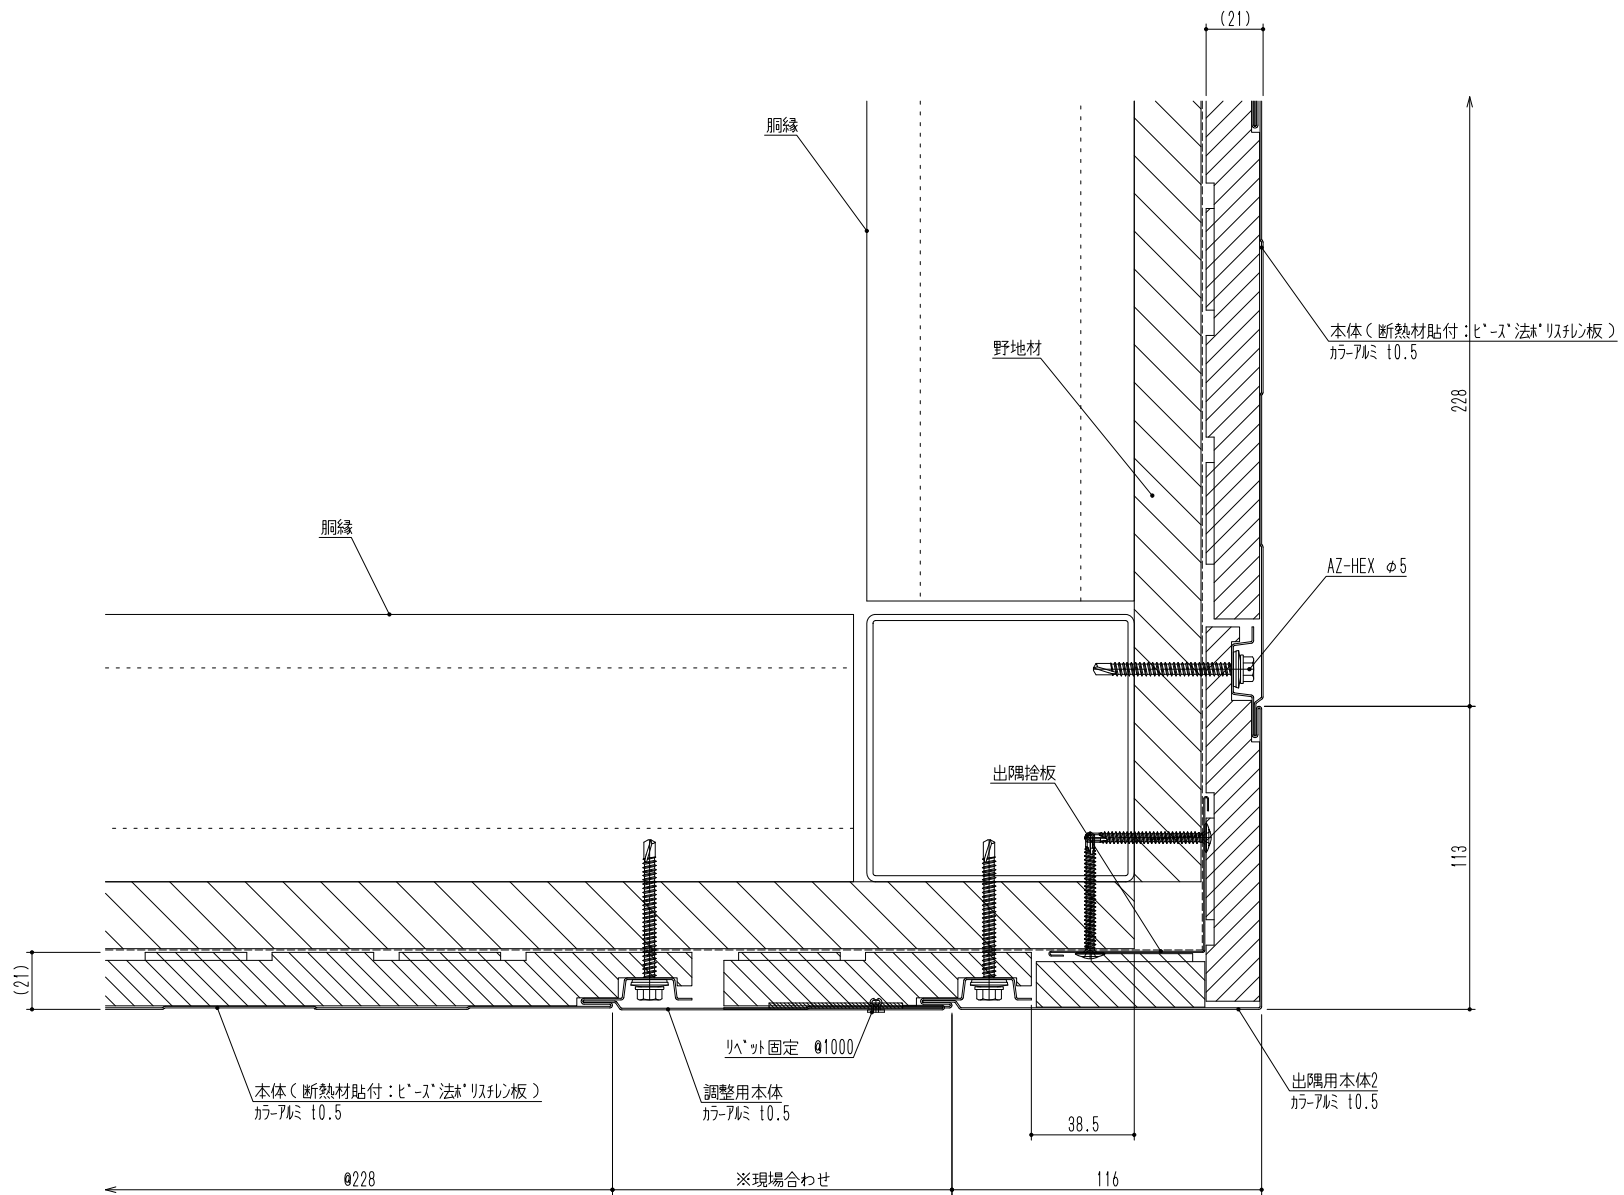 (21)
胴縁
本体(断熱材貼付:ビーズ法ポリスチレン板)
カラーアルミ t0.5
野地材
228
胴縁
AZ-HEX φ5
出隅捨板
113
(21)
リベット固定 @1000
本体(断熱材貼付:ビーズ法ポリスチレン板)
カラーアルミ t0.5
調整用本体
カラーアルミ t0.5
出隅用本体2
カラーアルミ t0.5
38.5
@228
※現場合わせ
116